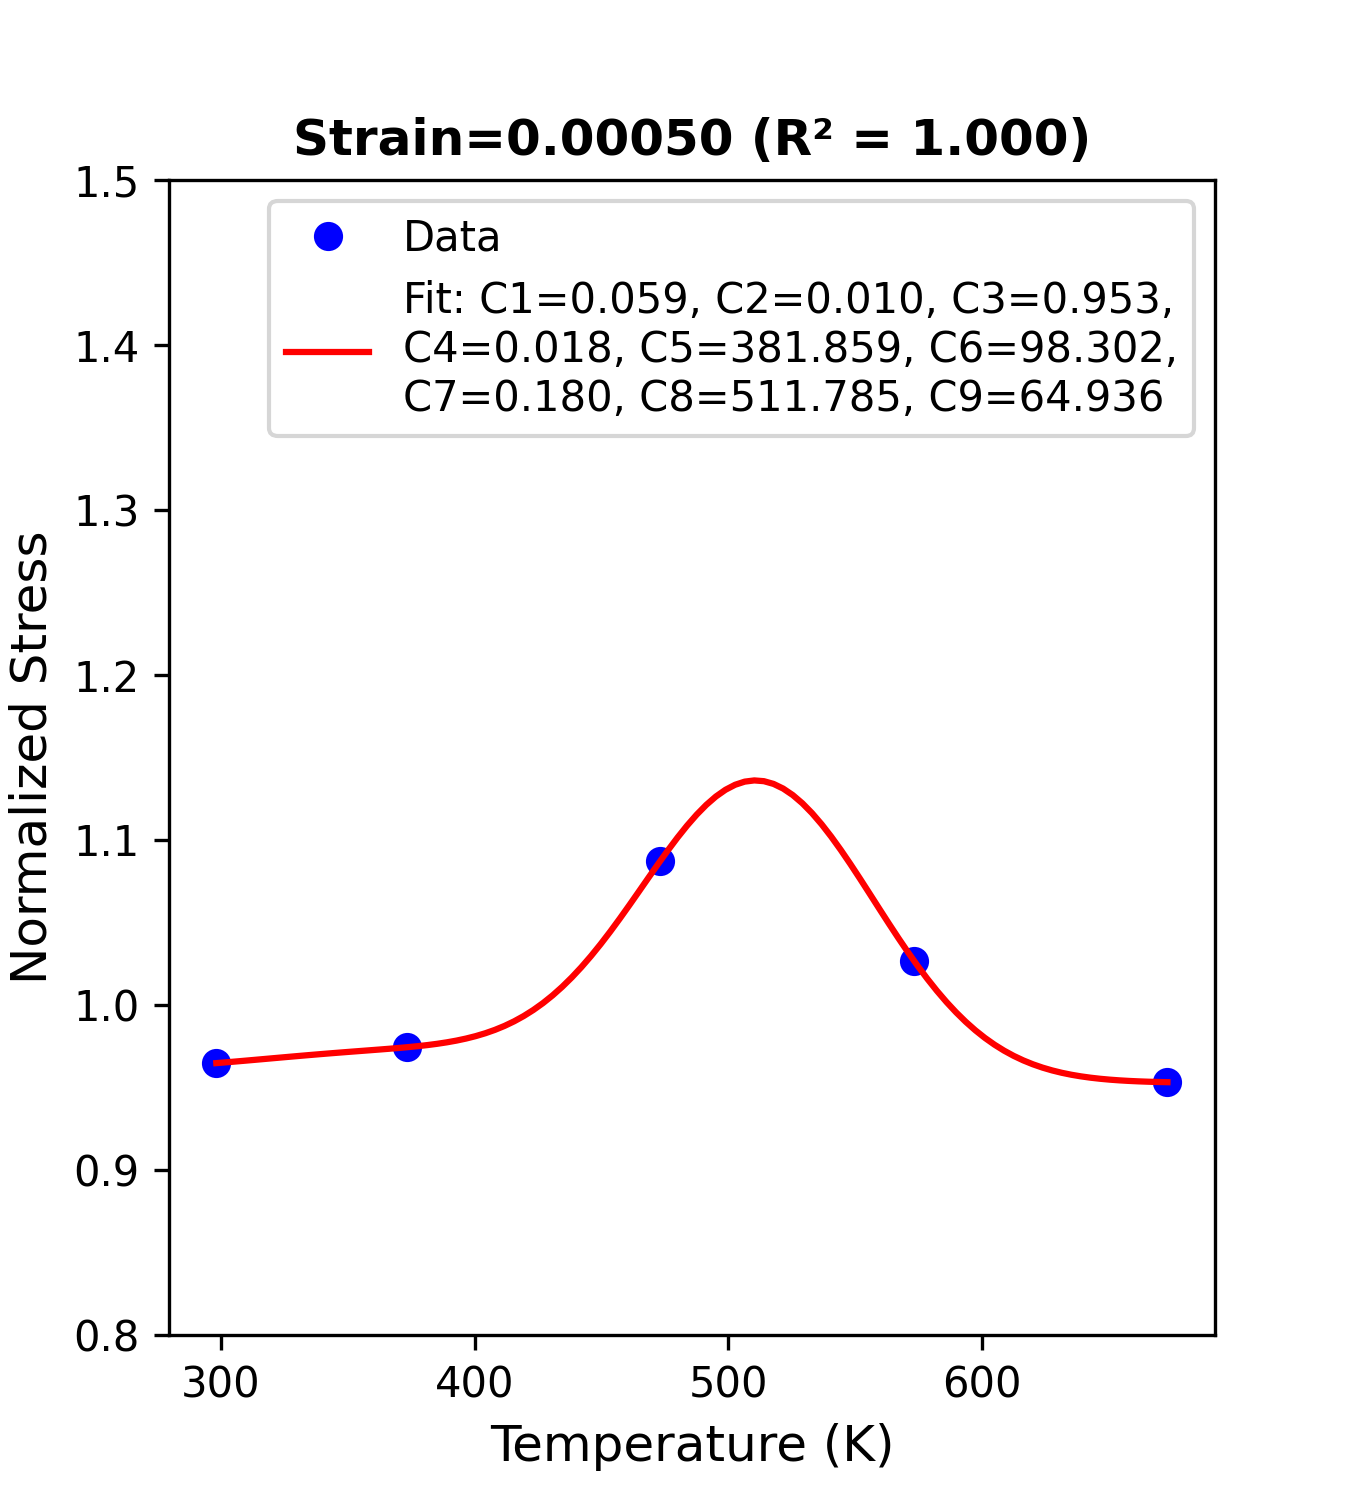 Strain=0.00050 (R² = 1.000)
1.5
1.4
1.3
1.2
1.1
1.0
0.9
0.8
Normalized Stress
Data
Fit: C1=0.059, C2=0.010, C3=0.953,
C4=0.018, C5=381.859, C6=98.302,
C7=0.180, C8=511.785, C9=64.936
300 400 500 600
Temperature (K)